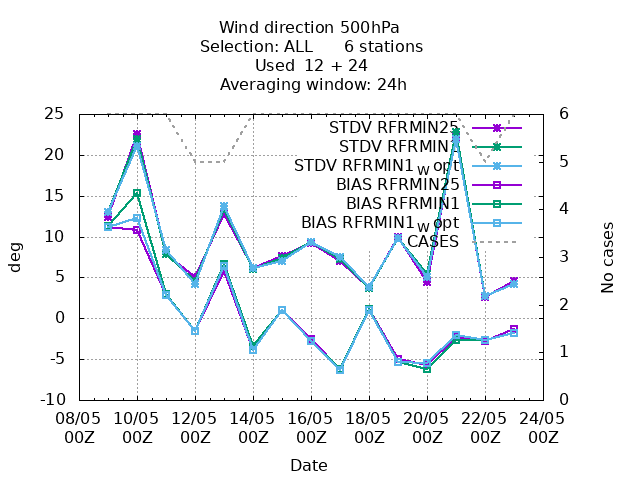 Wind direction 500hPa
Selection: ALL 6 stations
Used 12 + 24
Averaging window: 24h
25
20
15
10
5
0
-5
-10
deg
6
5
4
3
2
1
0
No cases
STDV RFRMIN25
STDV RFRMIN1
STDV RFRMIN1w opt
BIAS RFRMIN25
BIAS RFRMIN1
BIAS RFRMIN1w opt
CASES
08/05 10/05 12/05 14/05 16/05 18/05 20/05 22/05 24/05
00Z 00Z 00Z 00Z 00Z 00Z 00Z 00Z 00Z
Date